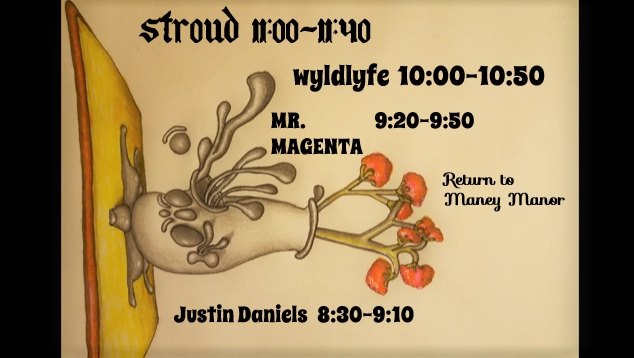 stroud 11:00-11:40
wyldlyfe 10:00-10:50
MR. 9:20-9:50
MAGENTA
Return to
Maney Manor
Justin Daniels 8:30-9:10